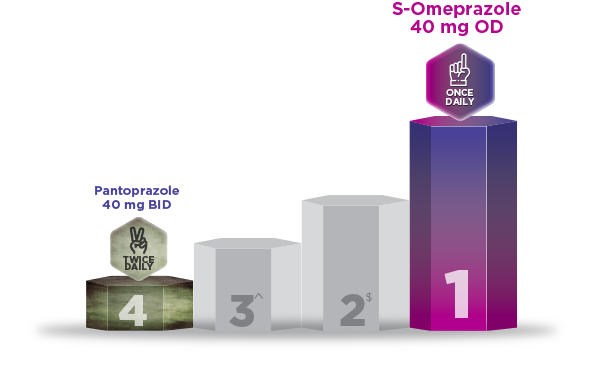 S-Omeprazole
40 mg OD
ONCE
DAILY
Pantoprazole
40 mg BID
TWICE
DAILY
4
3^
2$
1